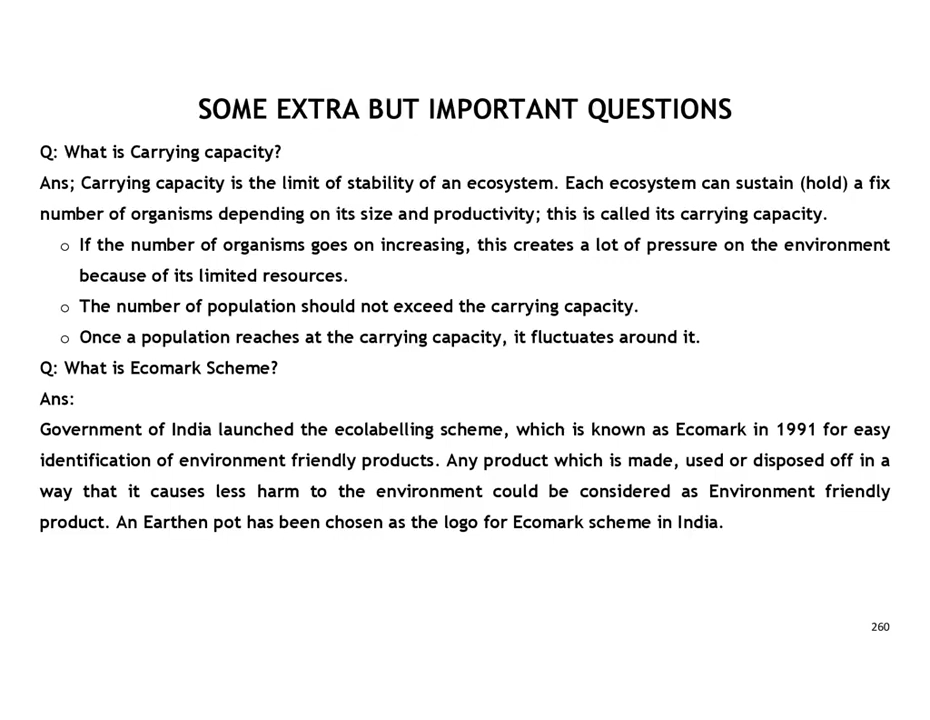 SOME EXTRA BUT IMPORTANT QUESTIONS
Q: What is Carrying capacity?
Ans; Carrying capacity is the limit of stability of an ecosystem. Each ecosystem can sustain (hold) a fix
number of organisms depending on its size and productivity; this is called its carrying capacity.
o If the number of organisms goes on increasing, this creates a lot of pressure on the environment
because of its limited resources.
o The number of population should not exceed the carrying capacity.
o Once a population reaches at the carrying capacity, it fluctuates around it.
Q: What is Ecomark Scheme?
Ans:
Government of India launched the ecolabelling scheme, which is known as Ecomark in 1991 for easy
identification of environment friendly products. Any product which is made, used or disposed off in a
way that it causes less harm to the environment could be considered as Environment friendly
product. An Earthen pot has been chosen as the logo for Ecomark scheme in India.
260